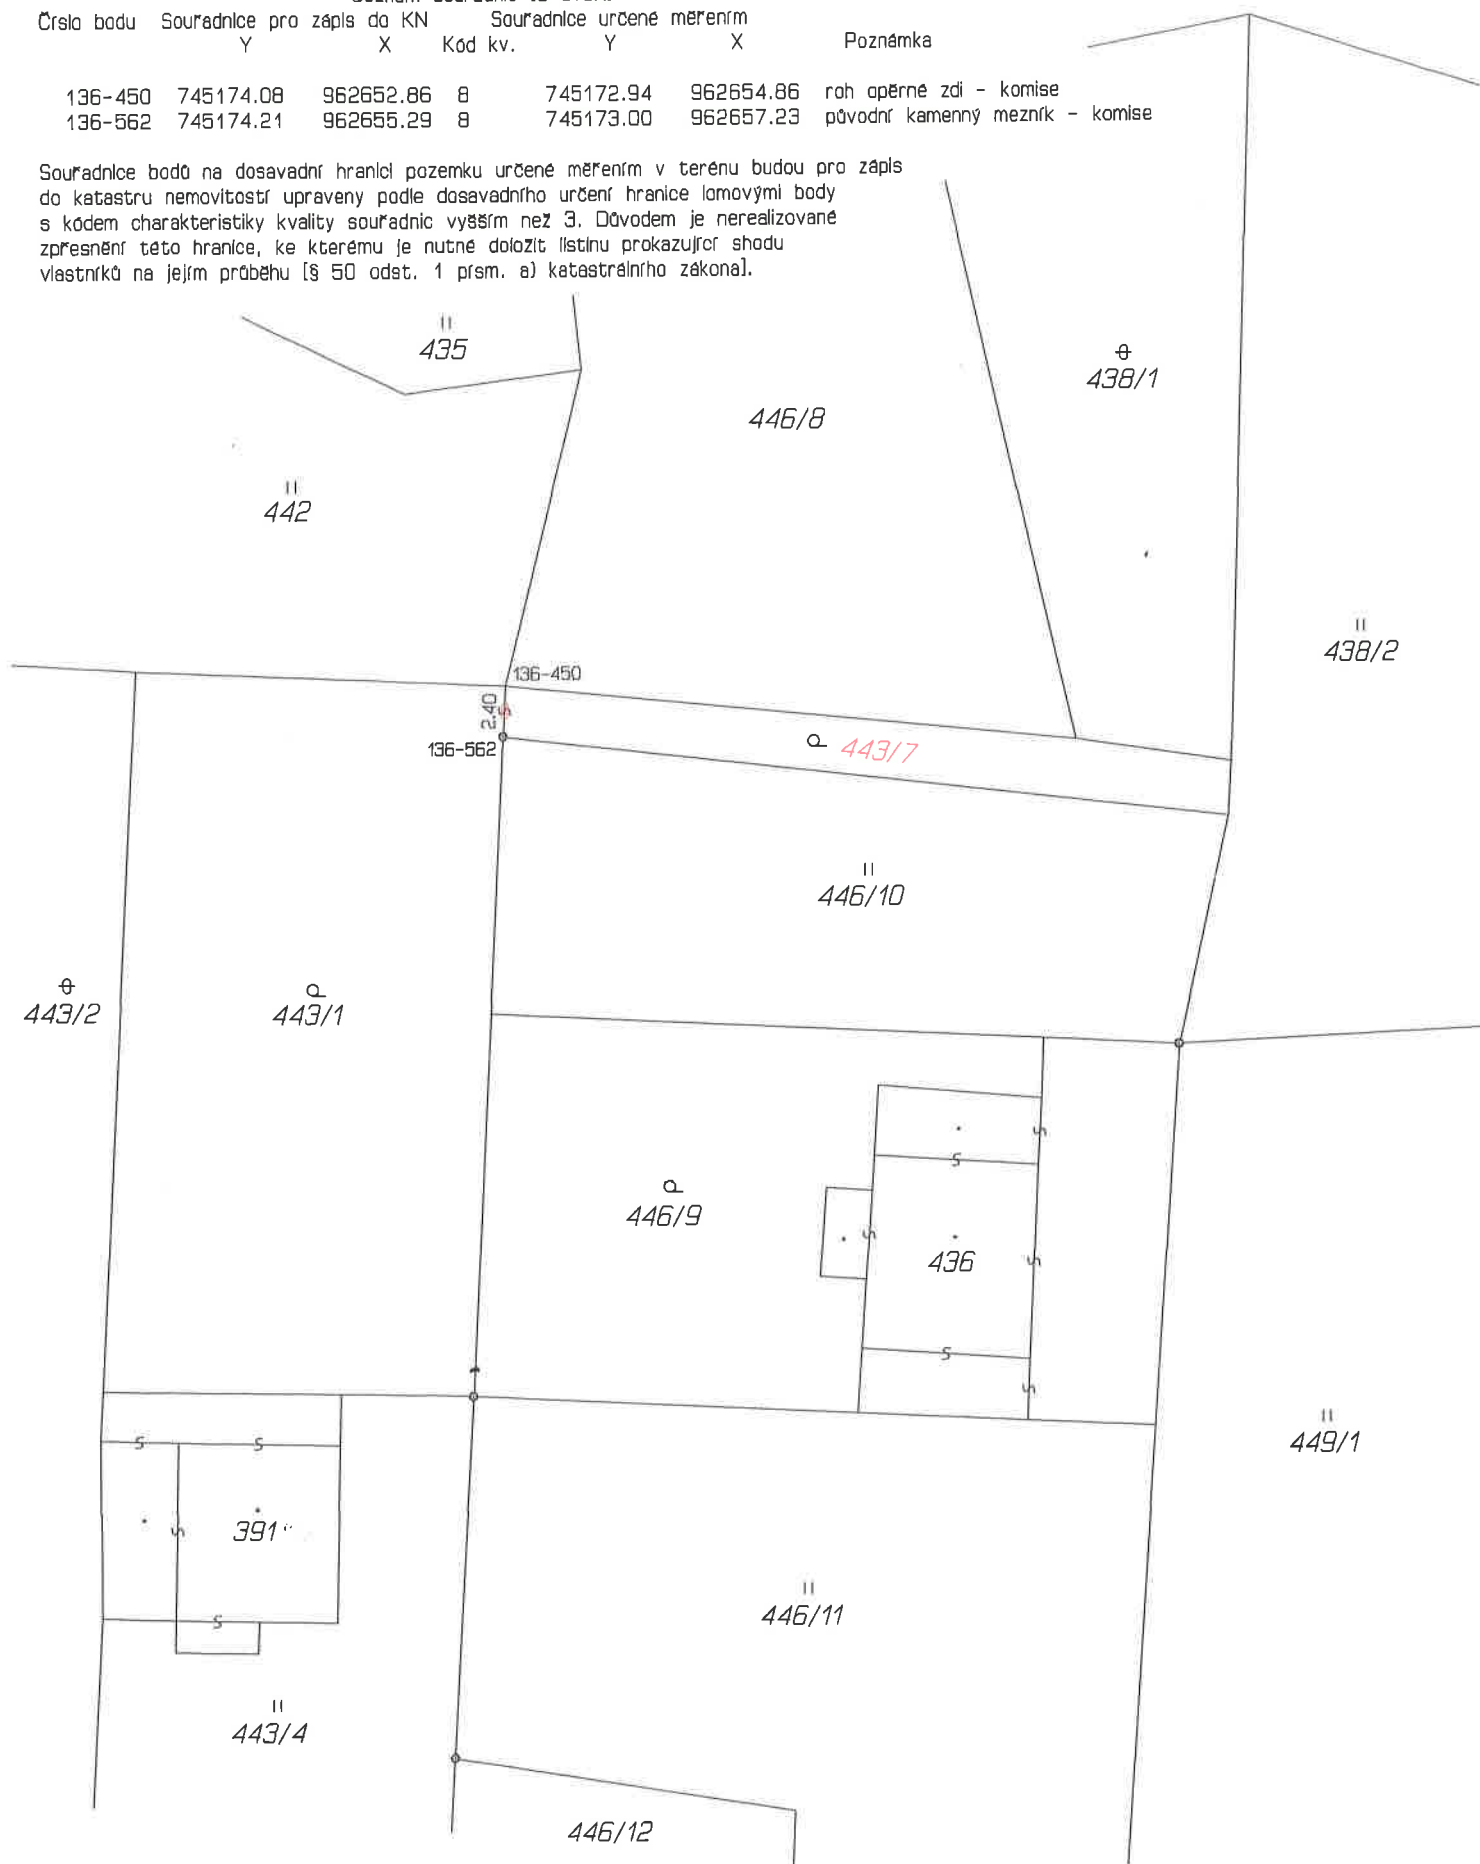 Číslo bodu Souřadnice pro zápis do KN Souřadnice určené měřením
Y X Kód kv. Y X Poznámka
136-450 745174.08 962652.86 8 745172.94 962654.86 roh opěrné zdi - komise
136-562 745174.21 962655.29 8 745173.00 962657.23 původní kamenný mezník - komise
Souřadnice bodů na dosavadní hranici pozemku určené měřením v terénu budou pro zápis
do katastru nemovitostí upraveny podle dosavadního určení hranice lomovými body
s kódem charakteristiky kvality souřadnic vyšším než 3. Důvodem je nerealizované
zpřesnění této hranice, ke kterému je nutné doložit listinu prokazující shodu
vlastníků na jejím průběhu [§ 50 odst. 1 písm. a) katastrálního zákona].
435
438/1
446/8
442
438/2
136-450
2.40
136-562
443/7
446/10
443/2
443/1
446/9
436
449/1
391
446/11
443/4
446/12